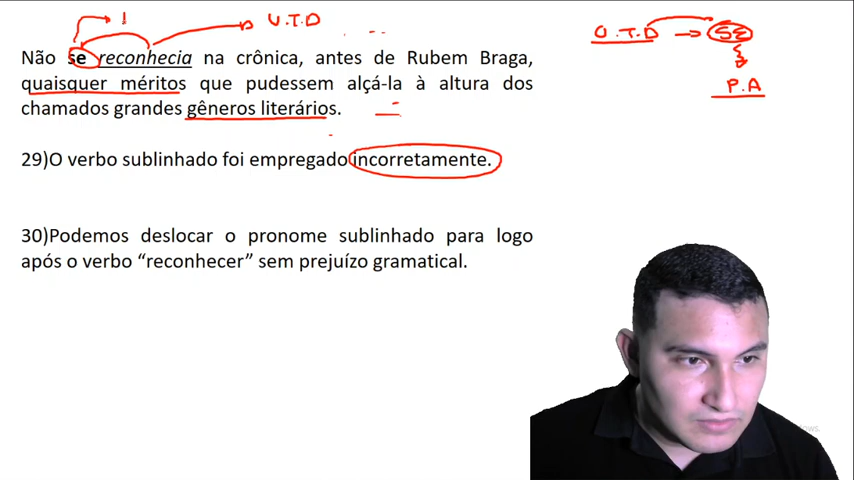 V.T.D
V.T.D → SE
P.A
Não se reconhecia na crônica, antes de Rubem Braga,
quaisquer méritos que pudessem alçá-la à altura dos
chamados grandes gêneros literários.
29)O verbo sublinhado foi empregado incorretamente.
30)Podemos deslocar o pronome sublinhado para logo
após o verbo “reconhecer” sem prejuízo gramatical.